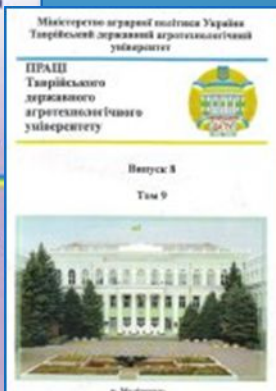 Міністерство аграрної політики України
Таврійський державний агротехнологічний
університет
ПРАЦІ
Таврійського
державного
агротехнологічного
університету
Випуск 8
Том 9